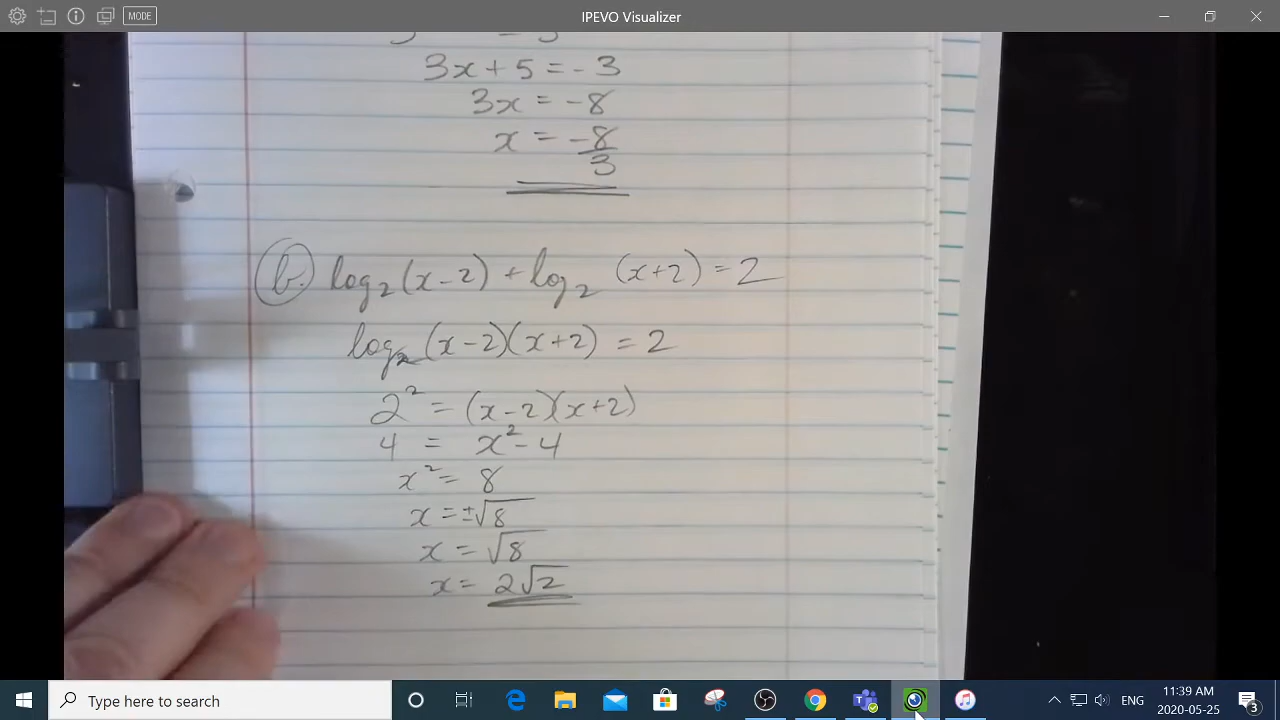 MODE
IPEVO Visualizer
3x + 5 = - 3
3x = -8
x = -8/3
b. log₂(x-2) + log₂ (x+2) = 2
log₂ (x-2)(x+2) = 2
2² = (x-2)(x+2)
4 = x² - 4
x² = 8
x = ±√8
x = √8
x = 2√2
Type here to search
ENG
11:39 AM
2020-05-25
3